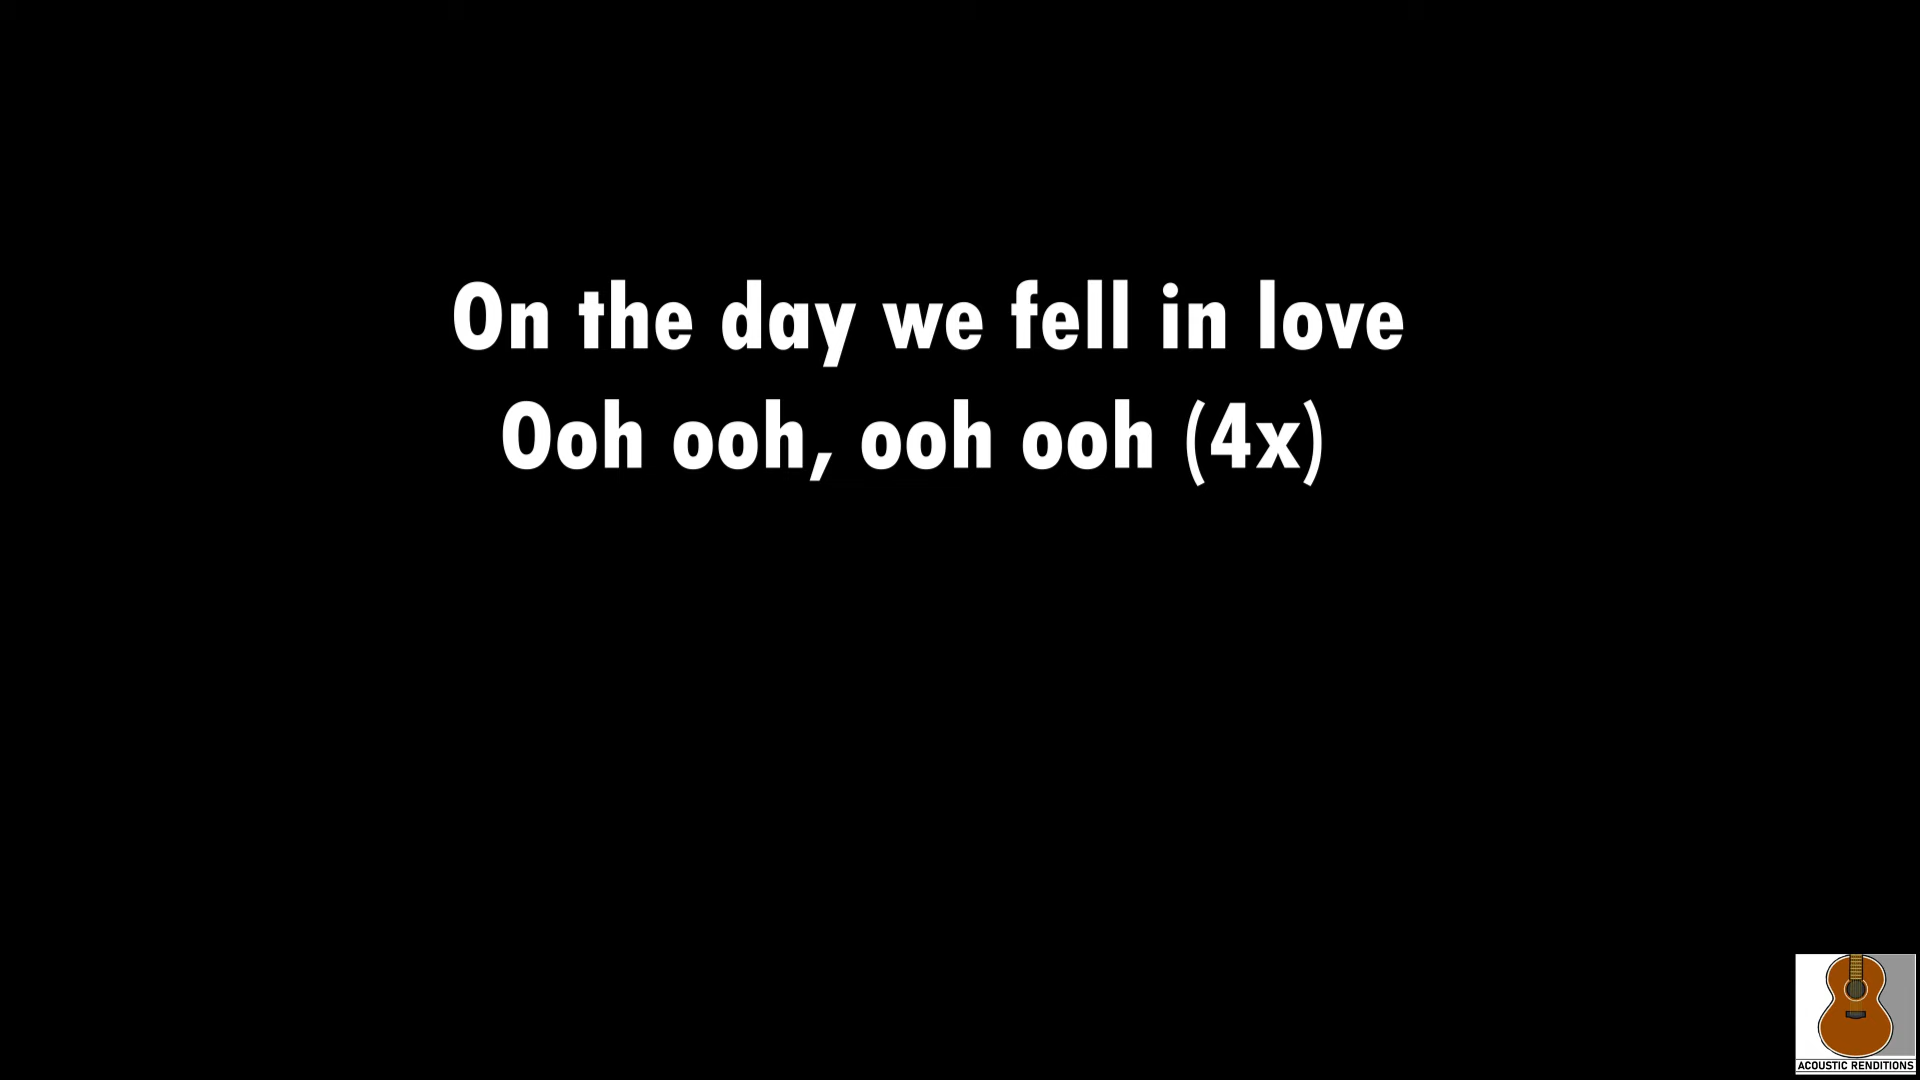 On the day we fell in love
Ooh ooh, ooh ooh (4x)
ACOUSTIC RENDITIONS